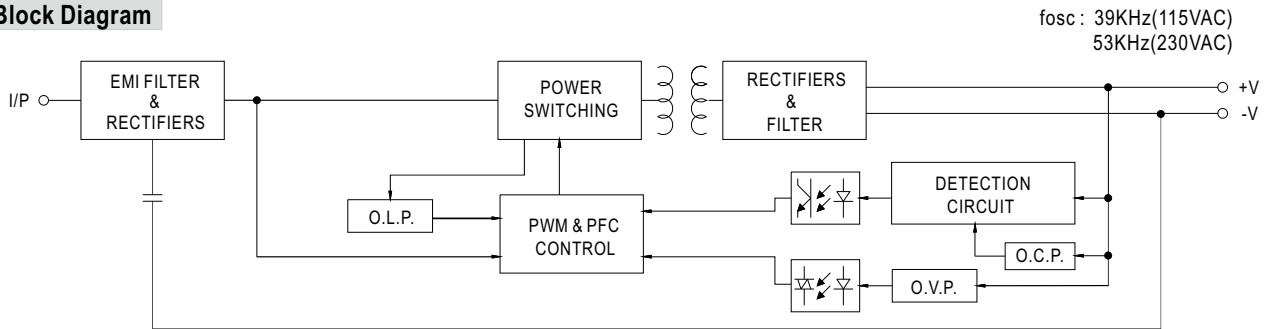 Block Diagram
fosc : 39KHz(115VAC)
53KHz(230VAC)
I/P
EMI FILTER
&
RECTIFIERS
POWER
SWITCHING
RECTIFIERS
&
FILTER
+V
-V
O.L.P.
PWM & PFC
CONTROL
DETECTION
CIRCUIT
O.C.P.
O.V.P.